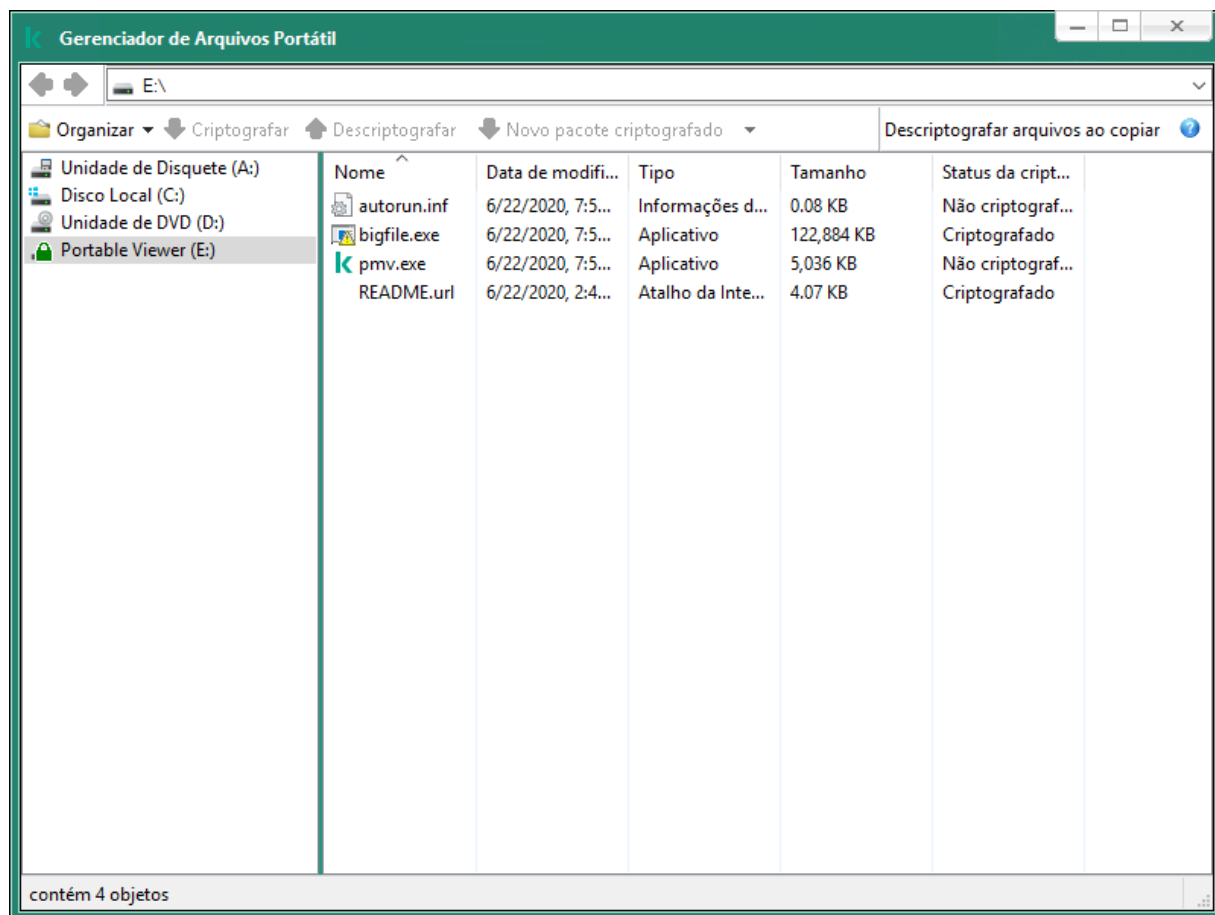 Gerenciador de Arquivos Portátil
E:\
Organizar Criptografar Descriptografar Novo pacote criptografado Descriptografar arquivos ao copiar
Unidade de Disquete (A:)
Disco Local (C:)
Unidade de DVD (D:)
Portable Viewer (E:)
Nome Data de modifi... Tipo Tamanho Status da cript...
autorun.inf 6/22/2020, 7:5... Informações d... 0.08 KB Não criptograf...
bigfile.exe 6/22/2020, 7:5... Aplicativo 122,884 KB Criptografado
pmv.exe 6/22/2020, 7:5... Aplicativo 5,036 KB Não criptograf...
README.url 6/22/2020, 2:4... Atalho da Inte... 4.07 KB Criptografado
contém 4 objetos